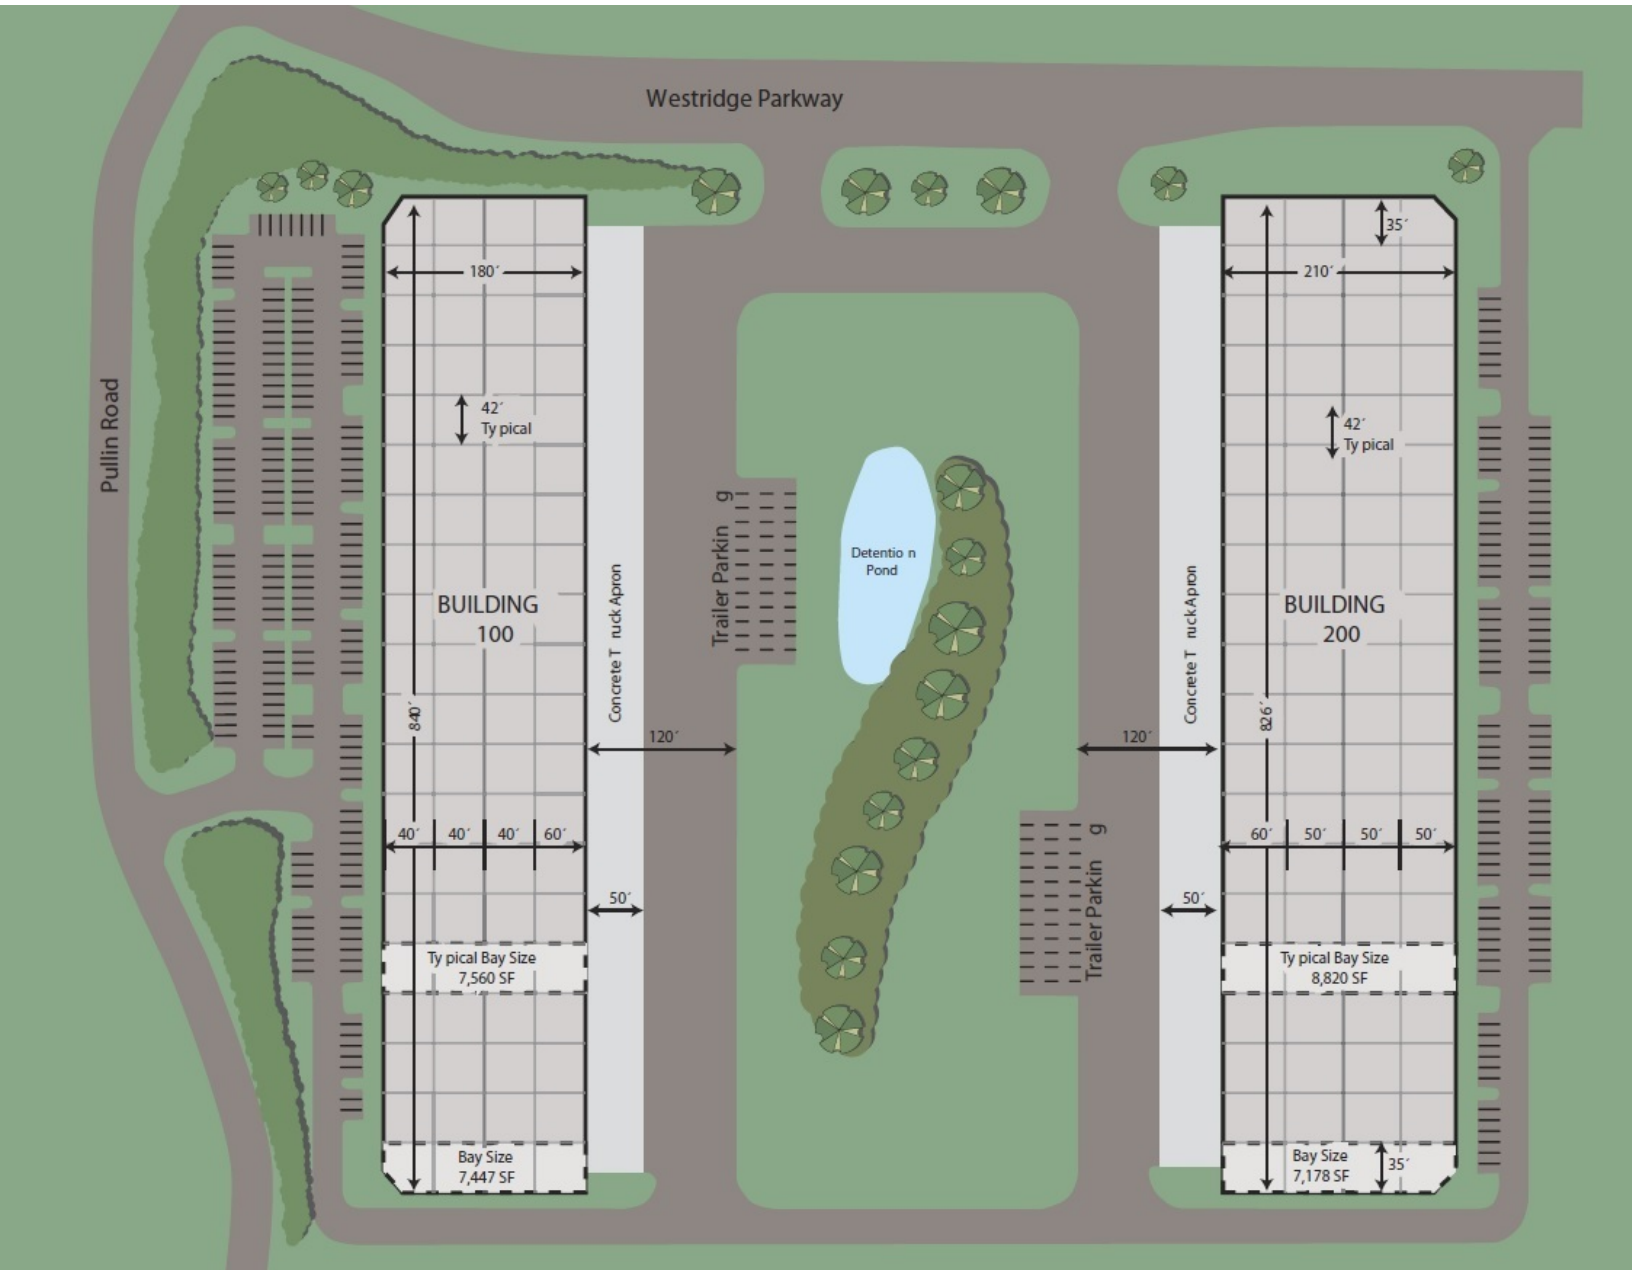 Westridge Parkway
Pullin Road
180´
210´
35´
42´
Ty pical
42´
Ty pical
Trailer Parkin g
Detentio n
Pond
BUILDING
100
BUILDING
200
Concrete T ruck Apron
Concrete T ruck Apron
840´
826´
120´
120´
40´
40´
40´
60´
60´
50´
50´
50´
Trailer Parkin g
50´
50´
Ty pical Bay Size
7,560 SF
Ty pical Bay Size
8,820 SF
Bay Size
7,447 SF
Bay Size
7,178 SF
35´